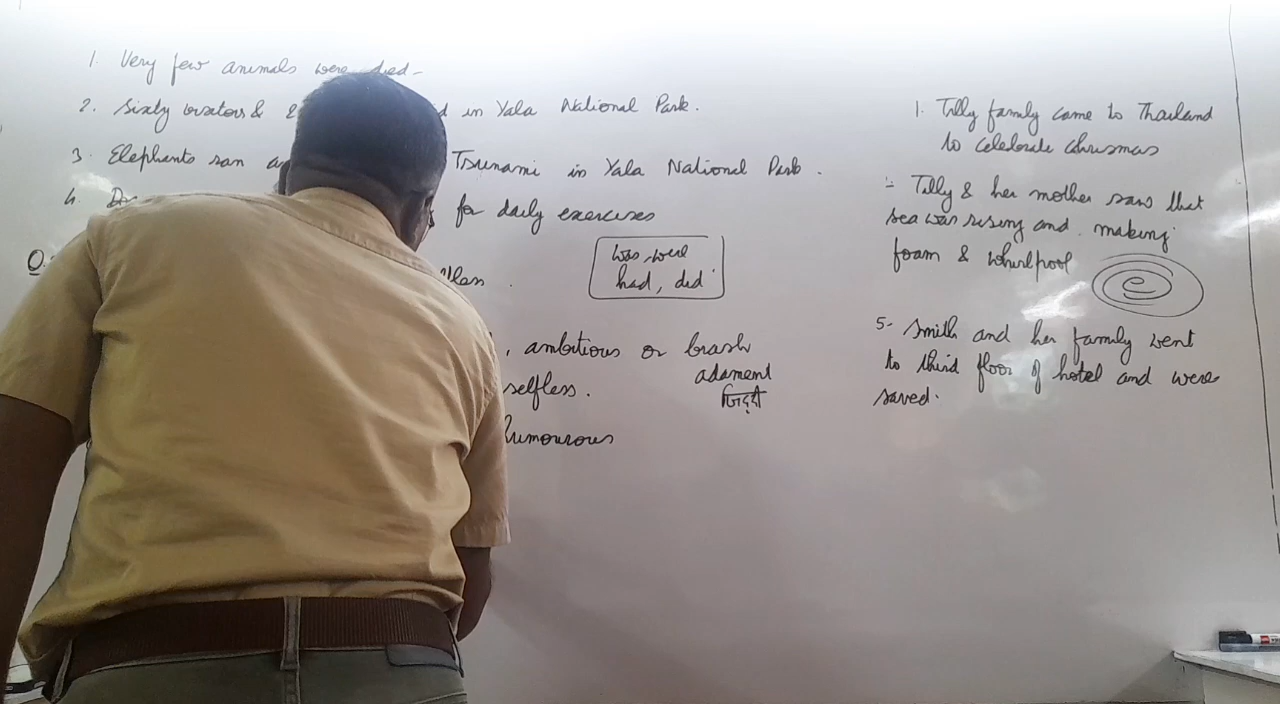 1. Very few animals were died-
2. Sixty visitors & in Yala National Park.
3. Elephants ran Tsunami in Yala National Park.
4. for daily exercises
Q.
was, were
had, did
, ambitious or brash
adament
जिद्दी
selfless.
humourous
1. Tilly family came to Thailand
to celebrate chrismas
Tilly & her mother saw that
sea was rising and making
foam & whirlpool
5- Smith and her family went
to third floor of hotel and were
saved.